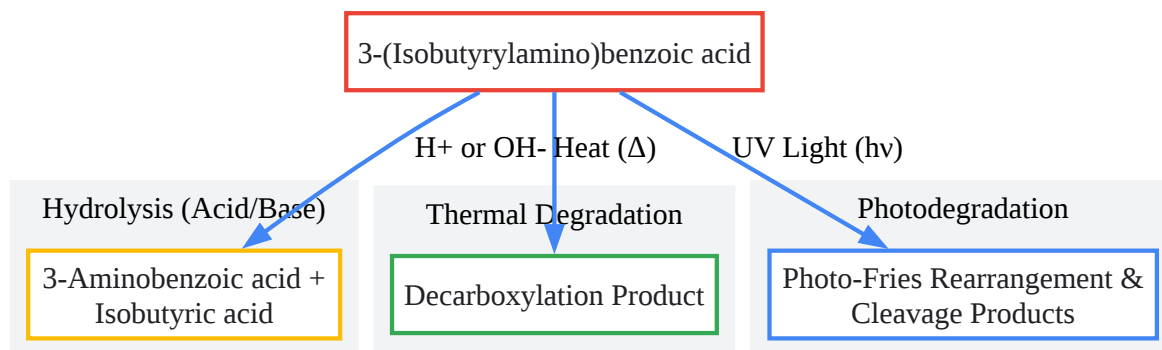 3-(Isobutyrylamino)benzoic acid
H+ or OH-
Heat (Δ)
UV Light (hν)
Hydrolysis (Acid/Base)
Thermal Degradation
Photodegradation
3-Aminobenzoic acid +
Isobutyric acid
Decarboxylation Product
Photo-Fries Rearrangement &
Cleavage Products